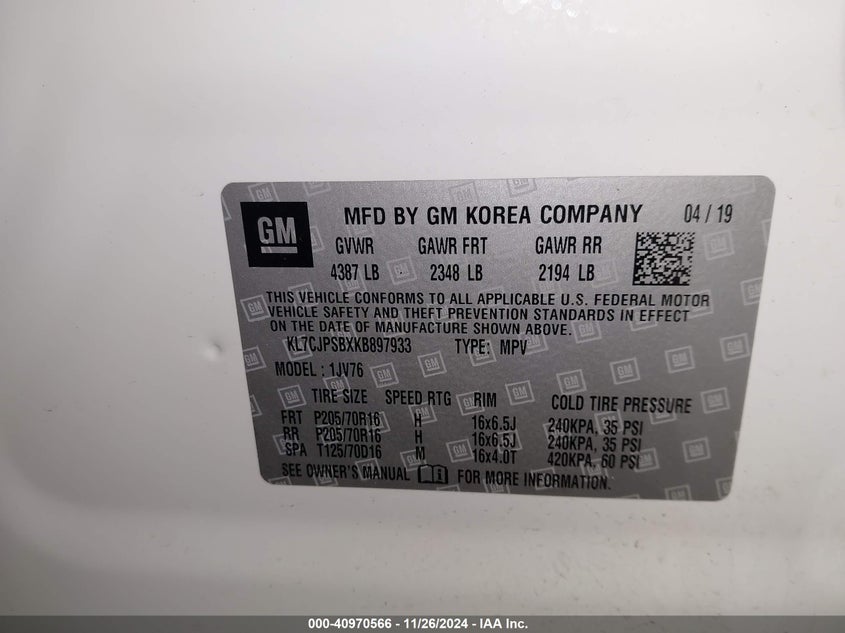 GM MFD BY GM KOREA COMPANY 04 / 19
GVWR GAWR FRT GAWR RR
4387 LB 2348 LB 2194 LB
THIS VEHICLE CONFORMS TO ALL APPLICABLE U.S. FEDERAL MOTOR
VEHICLE SAFETY AND THEFT PREVENTION STANDARDS IN EFFECT
ON THE DATE OF MANUFACTURE SHOWN ABOVE.
KL7CJPSBXKB897933 TYPE: MPV
MODEL : 1JV76
TIRE SIZE SPEED RTG RIM COLD TIRE PRESSURE
FRT P205/70R16 H 16x6.5J 240KPA, 35 PSI
RR P205/70R16 H 16x6.5J 240KPA, 35 PSI
SPA T125/70D16 M 16x4.0T 420KPA, 60 PSI
SEE OWNER'S MANUAL FOR MORE INFORMATION.
000-40970566 - 11/26/2024 - IAA Inc.